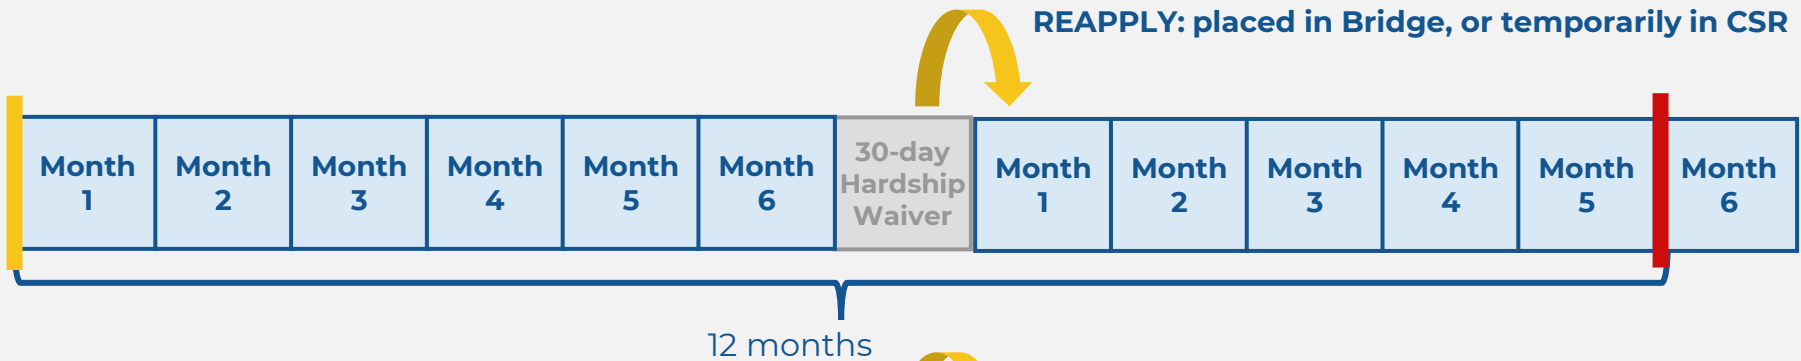 REAPPLY: placed in Bridge, or temporarily in CSR
Month
1
Month
2
Month
3
Month
4
Month
5
Month
6
30-day
Hardship
Waiver
Month
1
Month
2
Month
3
Month
4
Month
5
Month
6
12 months